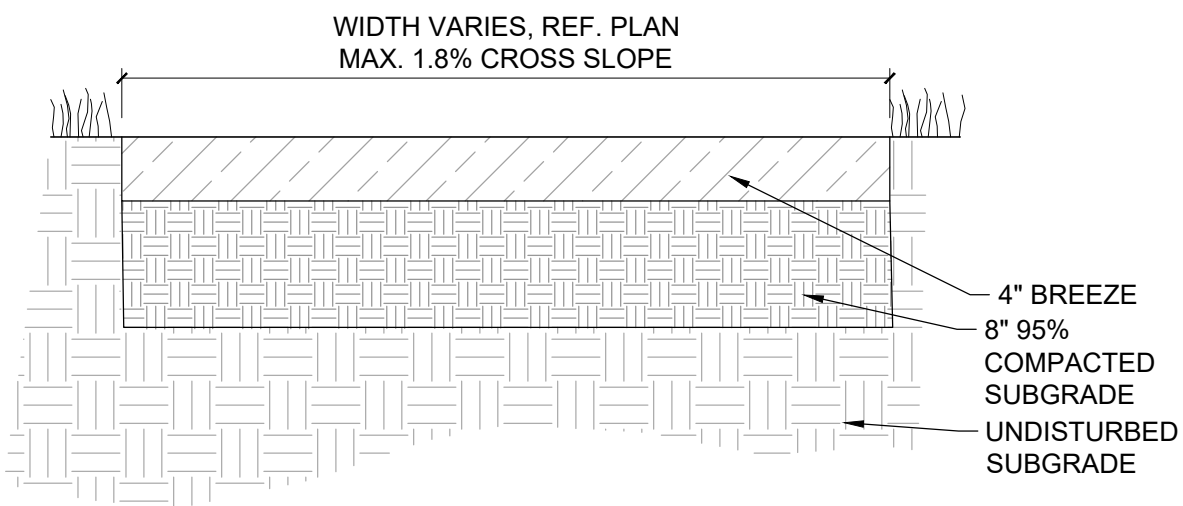 WIDTH VARIES, REF. PLAN
MAX. 1.8% CROSS SLOPE
4" BREEZE
8" 95%
COMPACTED
SUBGRADE
UNDISTURBED
SUBGRADE